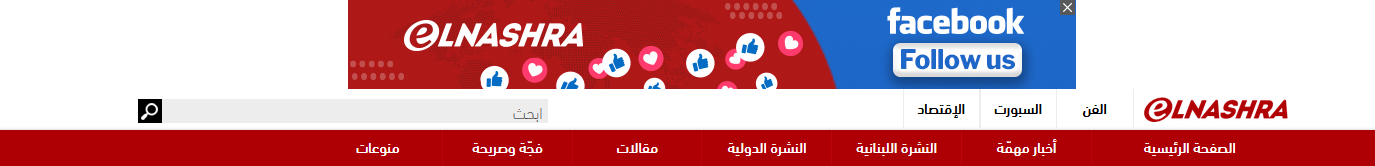 ELNASHRA
facebook
Follow us
ELNASHRA
الفن
السبورت
الإقتصاد
ابحث
الصفحة الرئيسية
أخبار مهمّة
النشرة اللبنانية
النشرة الدولية
مقالات
فجّة وصريحة
منوعات